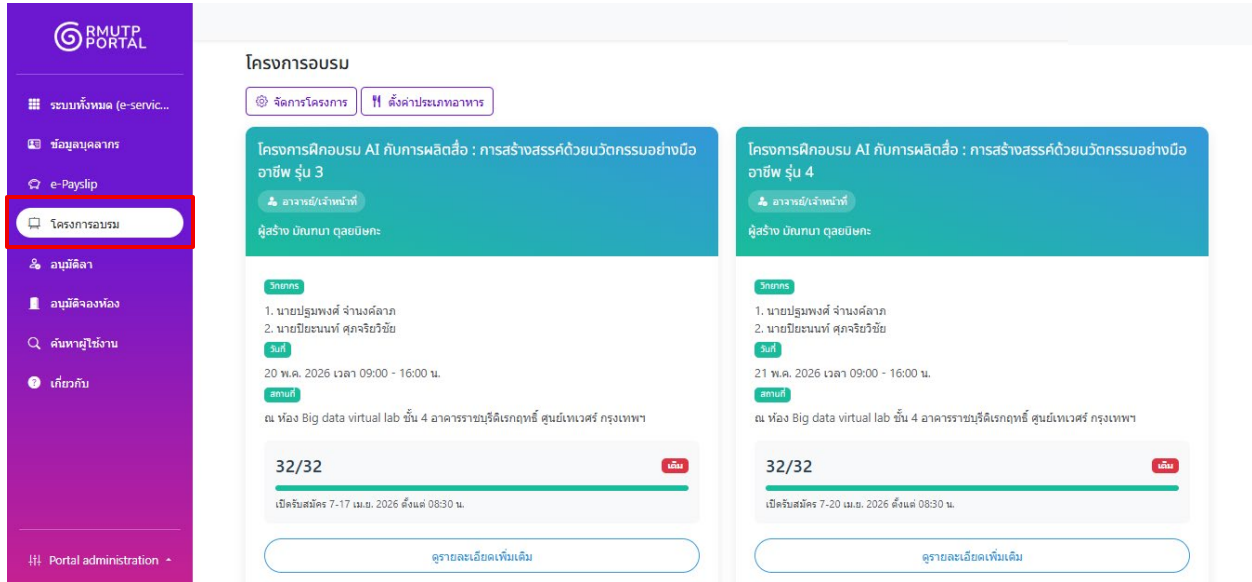 RMUTP
PORTAL
ระบบทั้งหมด (e-servic...
ข้อมูลบุคลากร
e-Payslip
โครงการอบรม
อนุมัติลา
อนุมัติจองห้อง
ค้นหาผู้ใช้งาน
เกี่ยวกับ
Portal administration
โครงการอบรม
จัดการโครงการ
ตั้งค่าประเภทอาหาร
โครงการฝึกอบรม AI กับการผลิตสื่อ : การสร้างสรรค์ด้วยนวัตกรรมอย่างมือ
อาชีพ รุ่น 3
อาจารย์/เจ้าหน้าที่
ผู้สร้าง บัณฑนา ตุลยนิษกะ
วิทยากร
1. นายปฐมพงศ์ จำนงค์ลาภ
2. นายปิยะนนท์ ศุภจริยวิชัย
วันที่
20 พ.ค. 2026 เวลา 09:00 - 16:00 น.
สถานที่
ณ ห้อง Big data virtual lab ชั้น 4 อาคารราชบุรีดิเรกฤทธิ์ ศูนย์เทเวศร์ กรุงเทพฯ
32/32
เต็ม
เปิดรับสมัคร 7-17 เม.ย. 2026 ตั้งแต่ 08:30 น.
ดูรายละเอียดเพิ่มเติม
โครงการฝึกอบรม AI กับการผลิตสื่อ : การสร้างสรรค์ด้วยนวัตกรรมอย่างมือ
อาชีพ รุ่น 4
อาจารย์/เจ้าหน้าที่
ผู้สร้าง บัณฑนา ตุลยนิษกะ
วิทยากร
1. นายปฐมพงศ์ จำนงค์ลาภ
2. นายปิยะนนท์ ศุภจริยวิชัย
วันที่
21 พ.ค. 2026 เวลา 09:00 - 16:00 น.
สถานที่
ณ ห้อง Big data virtual lab ชั้น 4 อาคารราชบุรีดิเรกฤทธิ์ ศูนย์เทเวศร์ กรุงเทพฯ
32/32
เต็ม
เปิดรับสมัคร 7-20 เม.ย. 2026 ตั้งแต่ 08:30 น.
ดูรายละเอียดเพิ่มเติม